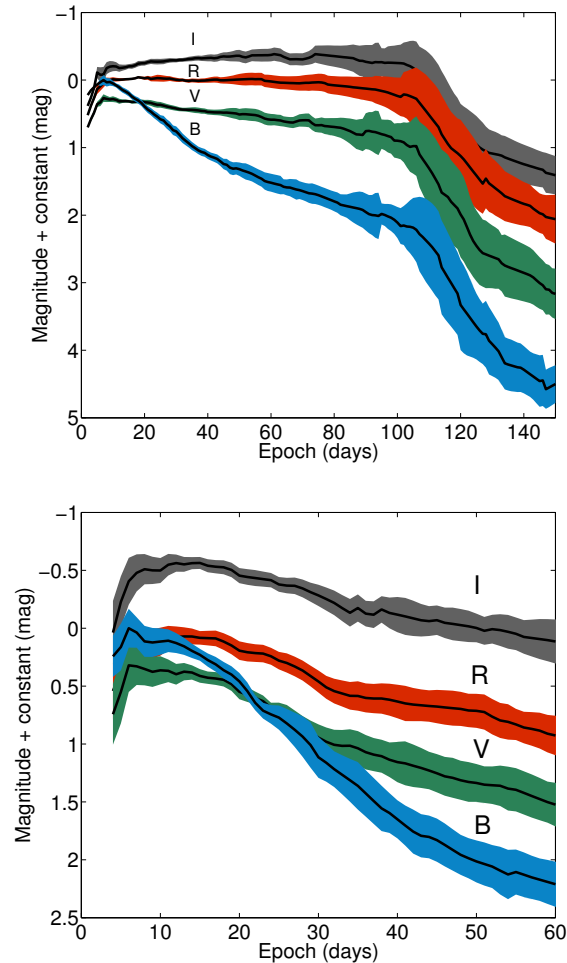 -1
0
1
2
3
4
5
Magnitude + constant (mag)
I
R
V
B
0 20 40 60 80 100 120 140
Epoch (days)
−1
−0.5
0
0.5
1
1.5
2
2.5
Magnitude + constant (mag)
I
R
V
B
0 10 20 30 40 50 60
Epoch (days)